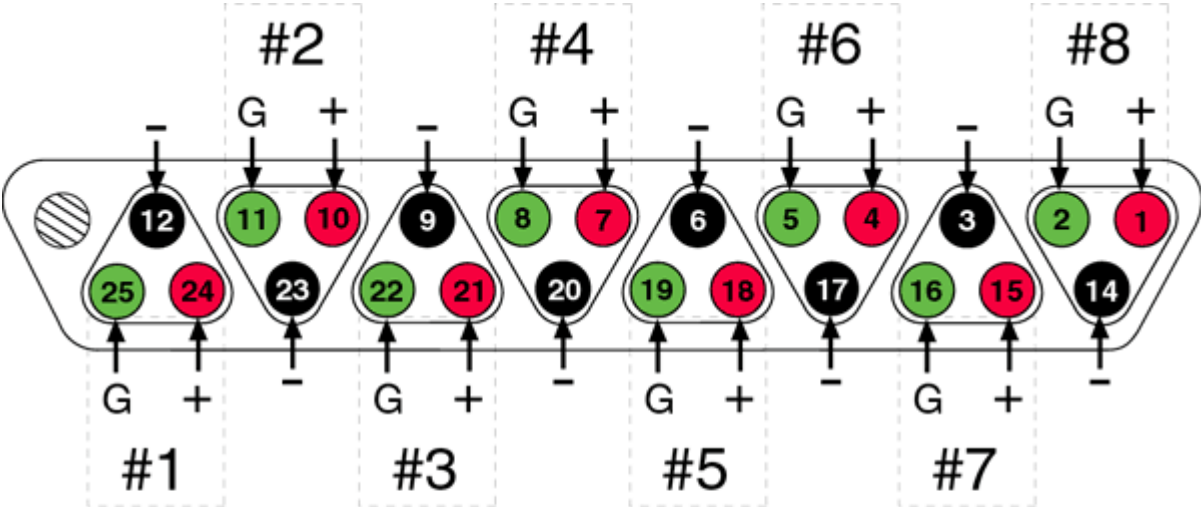 #2 #4 #6 #8
G + G + G + G +
− − − −
12 11 10 9 8 7 6 5 4 3 2 1
25 24 23 22 21 20 19 18 17 16 15 14
− − − −
G + G + G + G +
#1 #3 #5 #7